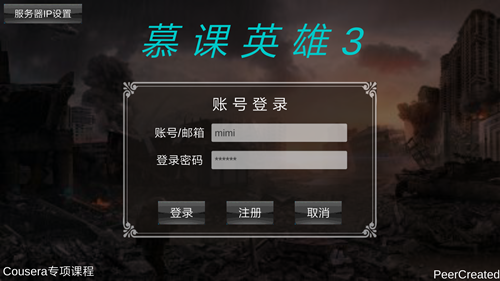 服务器IP设置
慕课英雄3
账号登录
账号/邮箱
mimi
登录密码
******
登录
注册
取消
Cousera专项课程
PeerCreated